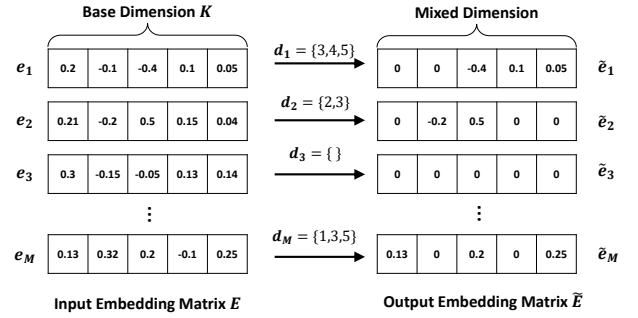 Base Dimension K Mixed Dimension
e1 0.2 -0.1 -0.4 0.1 0.05 d1 = {3,4,5} 0 0 -0.4 0.1 0.05 ẽ1
e2 0.21 -0.2 0.5 0.15 0.04 d2 = {2,3} 0 -0.2 0.5 0 0 ẽ2
e3 0.3 -0.15 -0.05 0.13 0.14 d3 = { } 0 0 0 0 0 ẽ3
⋮ ⋮
eM 0.13 0.32 0.2 -0.1 0.25 dM = {1,3,5} 0.13 0 0.2 0 0.25 ẽM
Input Embedding Matrix E Output Embedding Matrix Ẽ